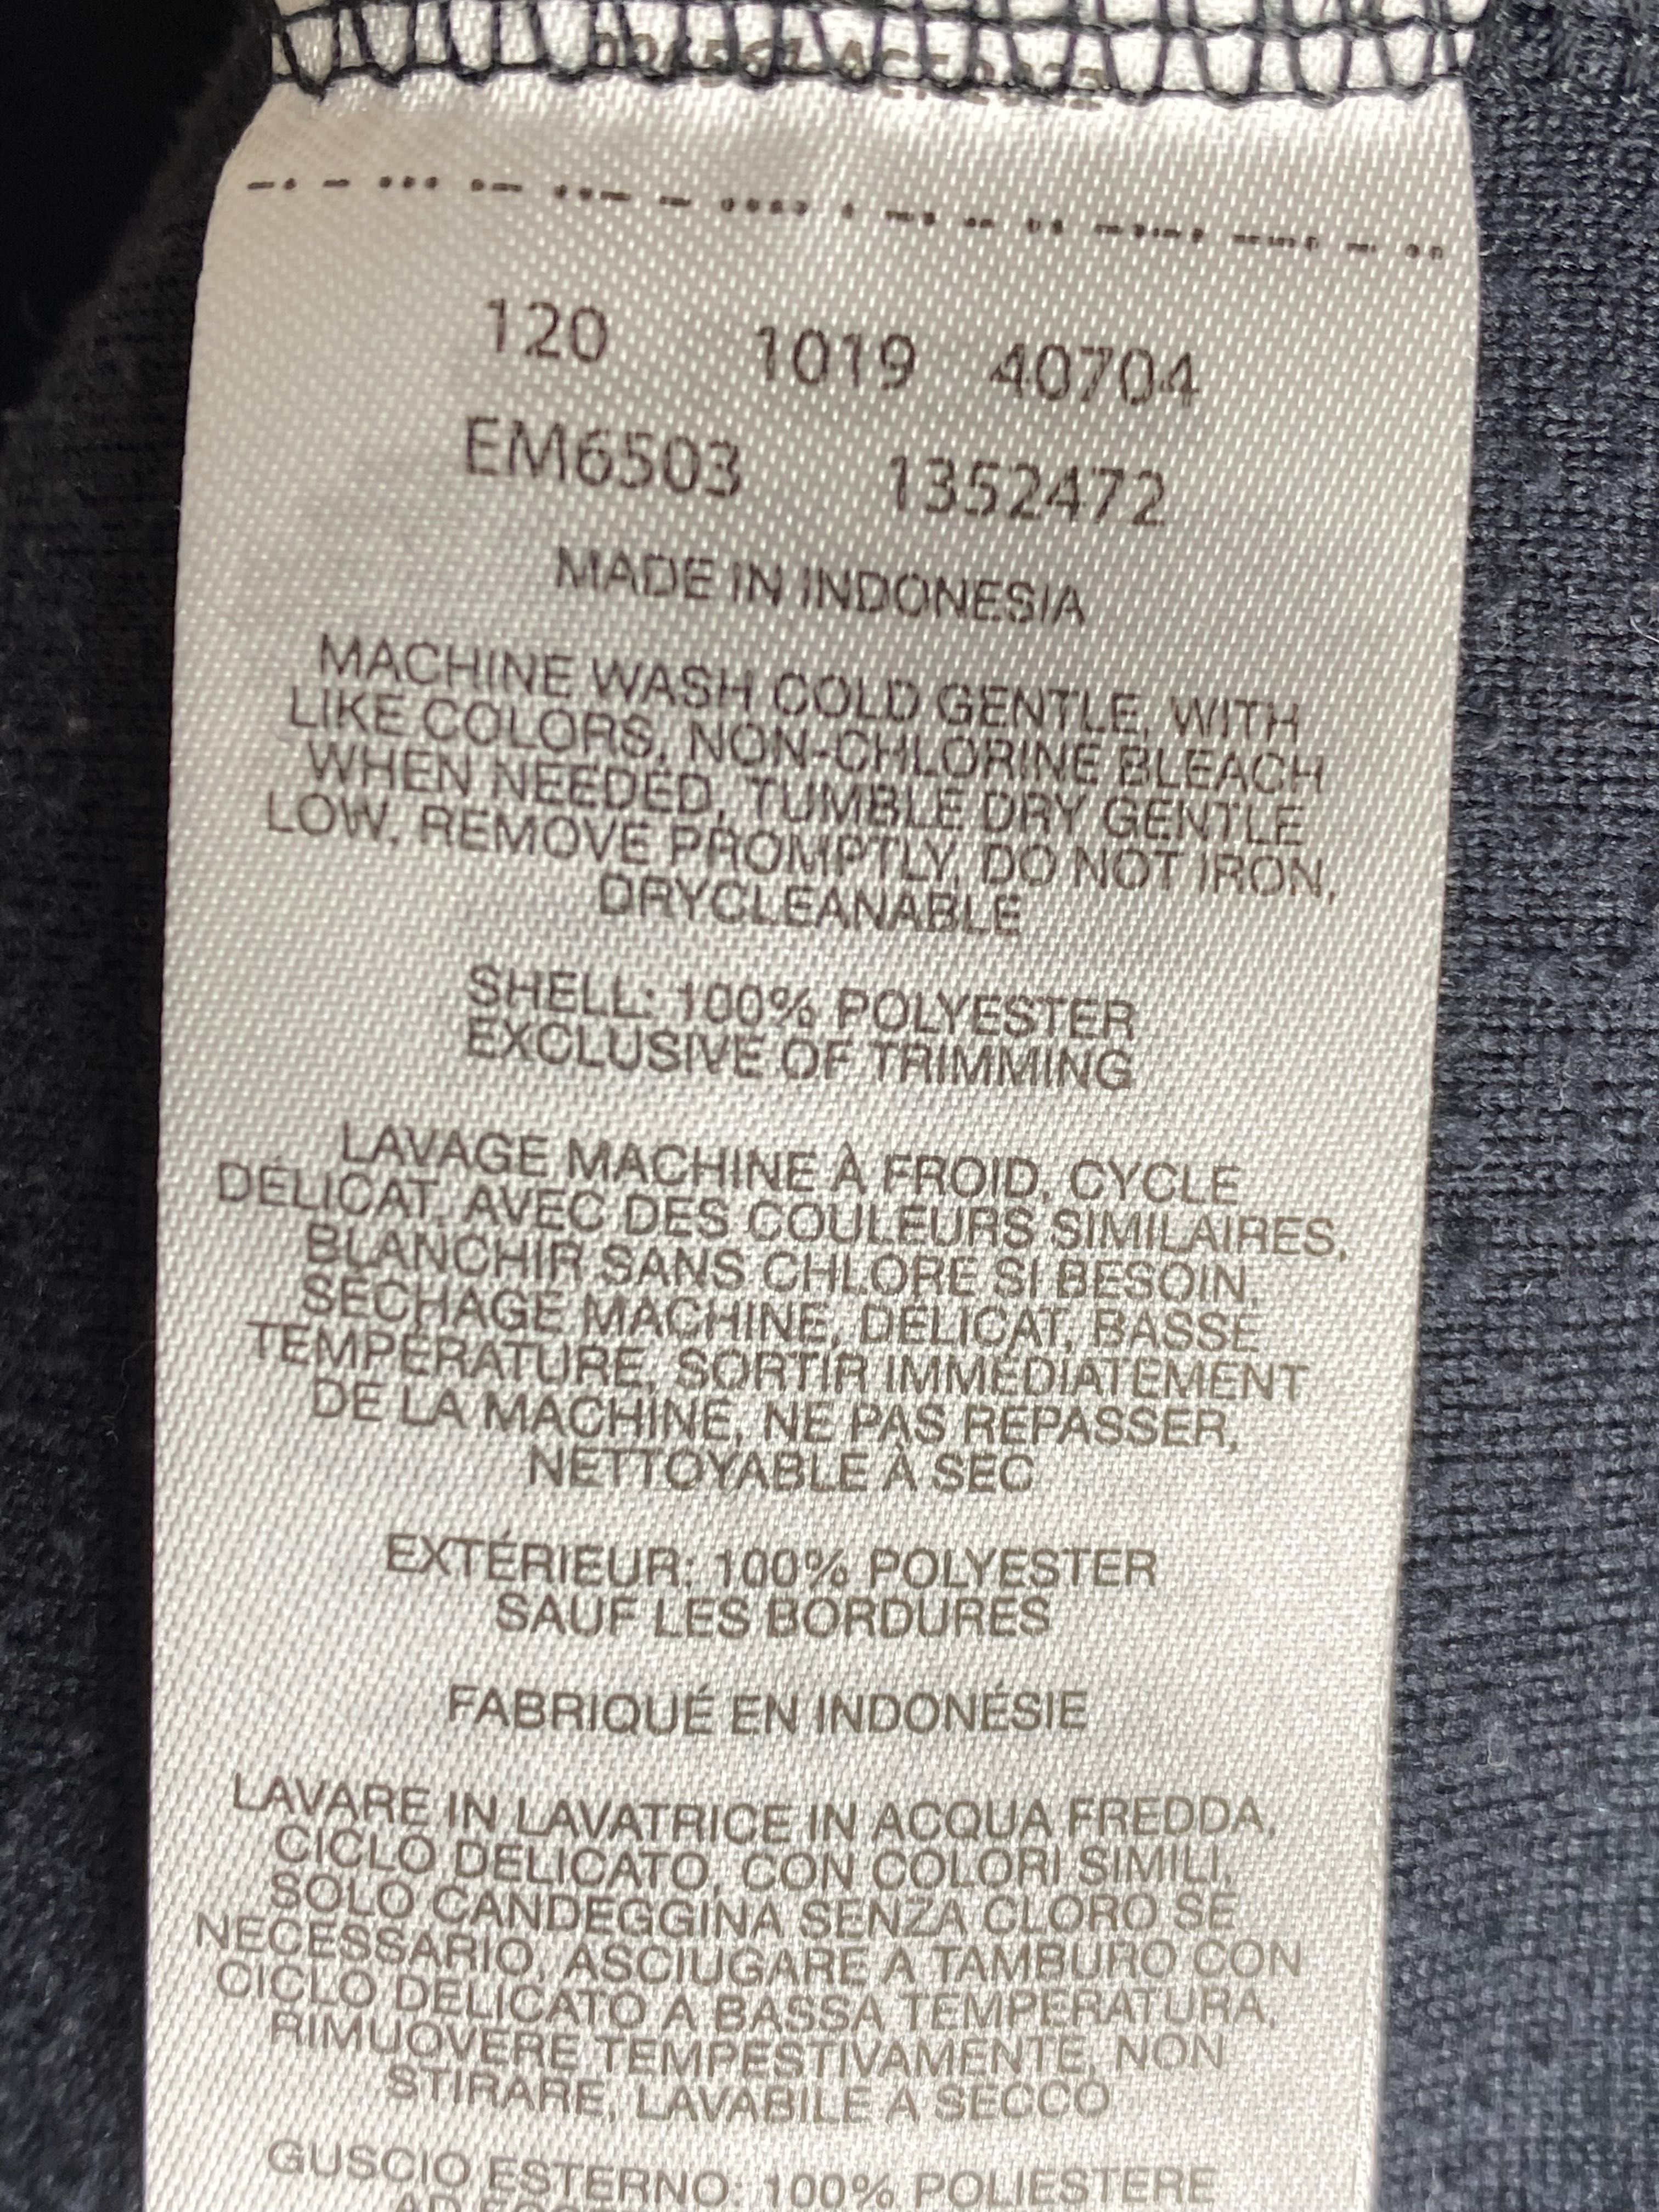 120 1019 40704
EM6503 1352472
MADE IN INDONESIA
MACHINE WASH COLD GENTLE, WITH
LIKE COLORS, NON-CHLORINE BLEACH
WHEN NEEDED, TUMBLE DRY GENTLE
LOW, REMOVE PROMPTLY, DO NOT IRON,
DRYCLEANABLE
SHELL: 100% POLYESTER
EXCLUSIVE OF TRIMMING
LAVAGE MACHINE À FROID, CYCLE
DÉLICAT, AVEC DES COULEURS SIMILAIRES,
BLANCHIR SANS CHLORE SI BESOIN,
SÉCHAGE MACHINE, DÉLICAT, BASSE
TEMPÉRATURE, SORTIR IMMÉDIATEMENT
DE LA MACHINE, NE PAS REPASSER,
NETTOYABLE À SEC
EXTÉRIEUR: 100% POLYESTER
SAUF LES BORDURES
FABRIQUÉ EN INDONÉSIE
LAVARE IN LAVATRICE IN ACQUA FREDDA,
CICLO DELICATO, CON COLORI SIMILI,
SOLO CANDEGGINA SENZA CLORO SE
NECESSARIO, ASCIUGARE A TAMBURO CON
CICLO DELICATO A BASSA TEMPERATURA,
RIMUOVERE TEMPESTIVAMENTE, NON
STIRARE, LAVABILE A SECCO
GUSCIO ESTERNO: 100% POLIESTERE